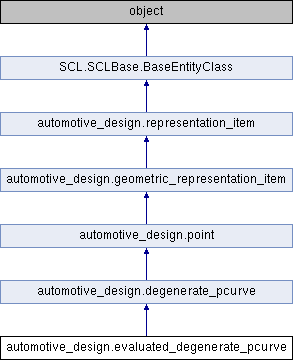 object
SCL.SCLBase.BaseEntityClass
automotive_design.representation_item
automotive_design.geometric_representation_item
automotive_design.point
automotive_design.degenerate_pcurve
automotive_design.evaluated_degenerate_pcurve